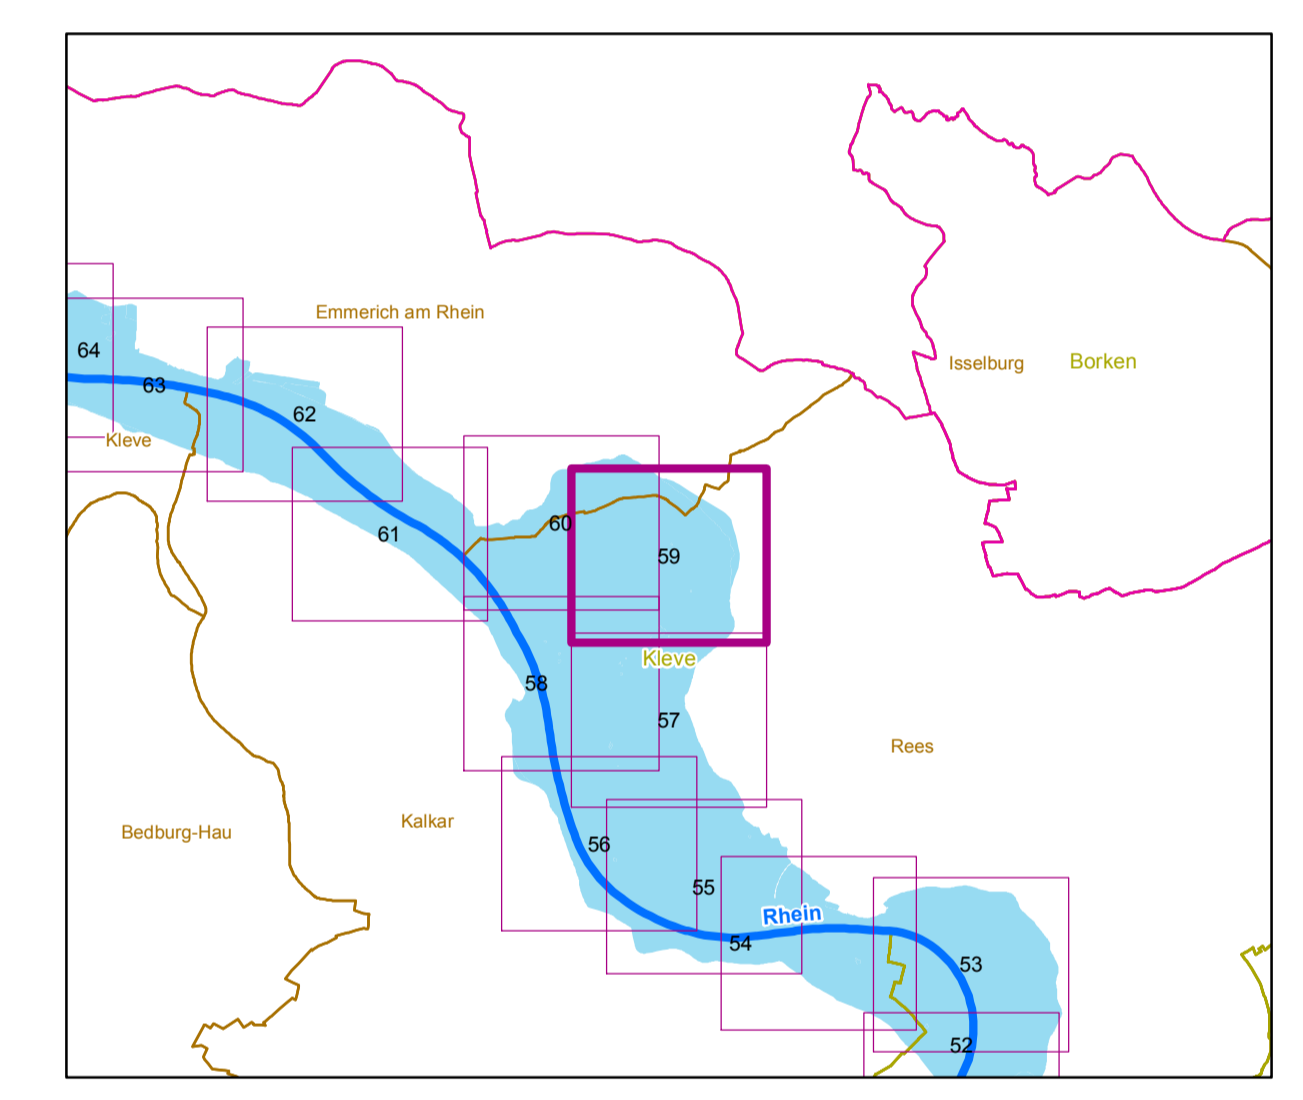 Emmerich am Rhein
64
Isselburg
Borken
63
62
Kleve
60
61
59
Kleve
58
57
Rees
Kalkar
Bedburg-Hau
56
55
Rhein
54
53
52